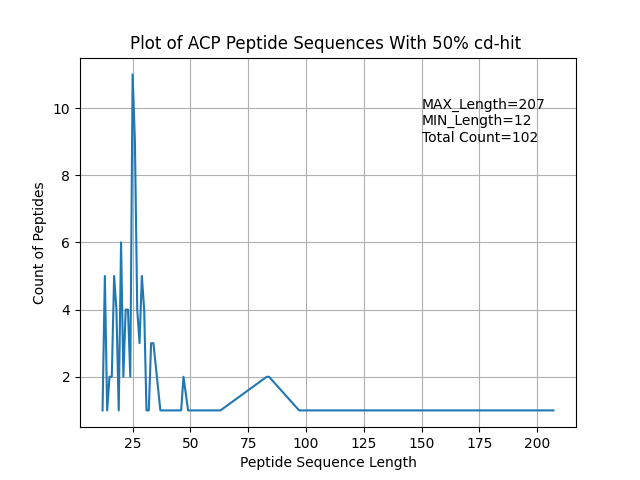 Plot of ACP Peptide Sequences With 50% cd-hit
MAX_Length=207
MIN_Length=12
Total Count=102
Count of Peptides
10
8
6
4
2
25 50 75 100 125 150 175 200
Peptide Sequence Length